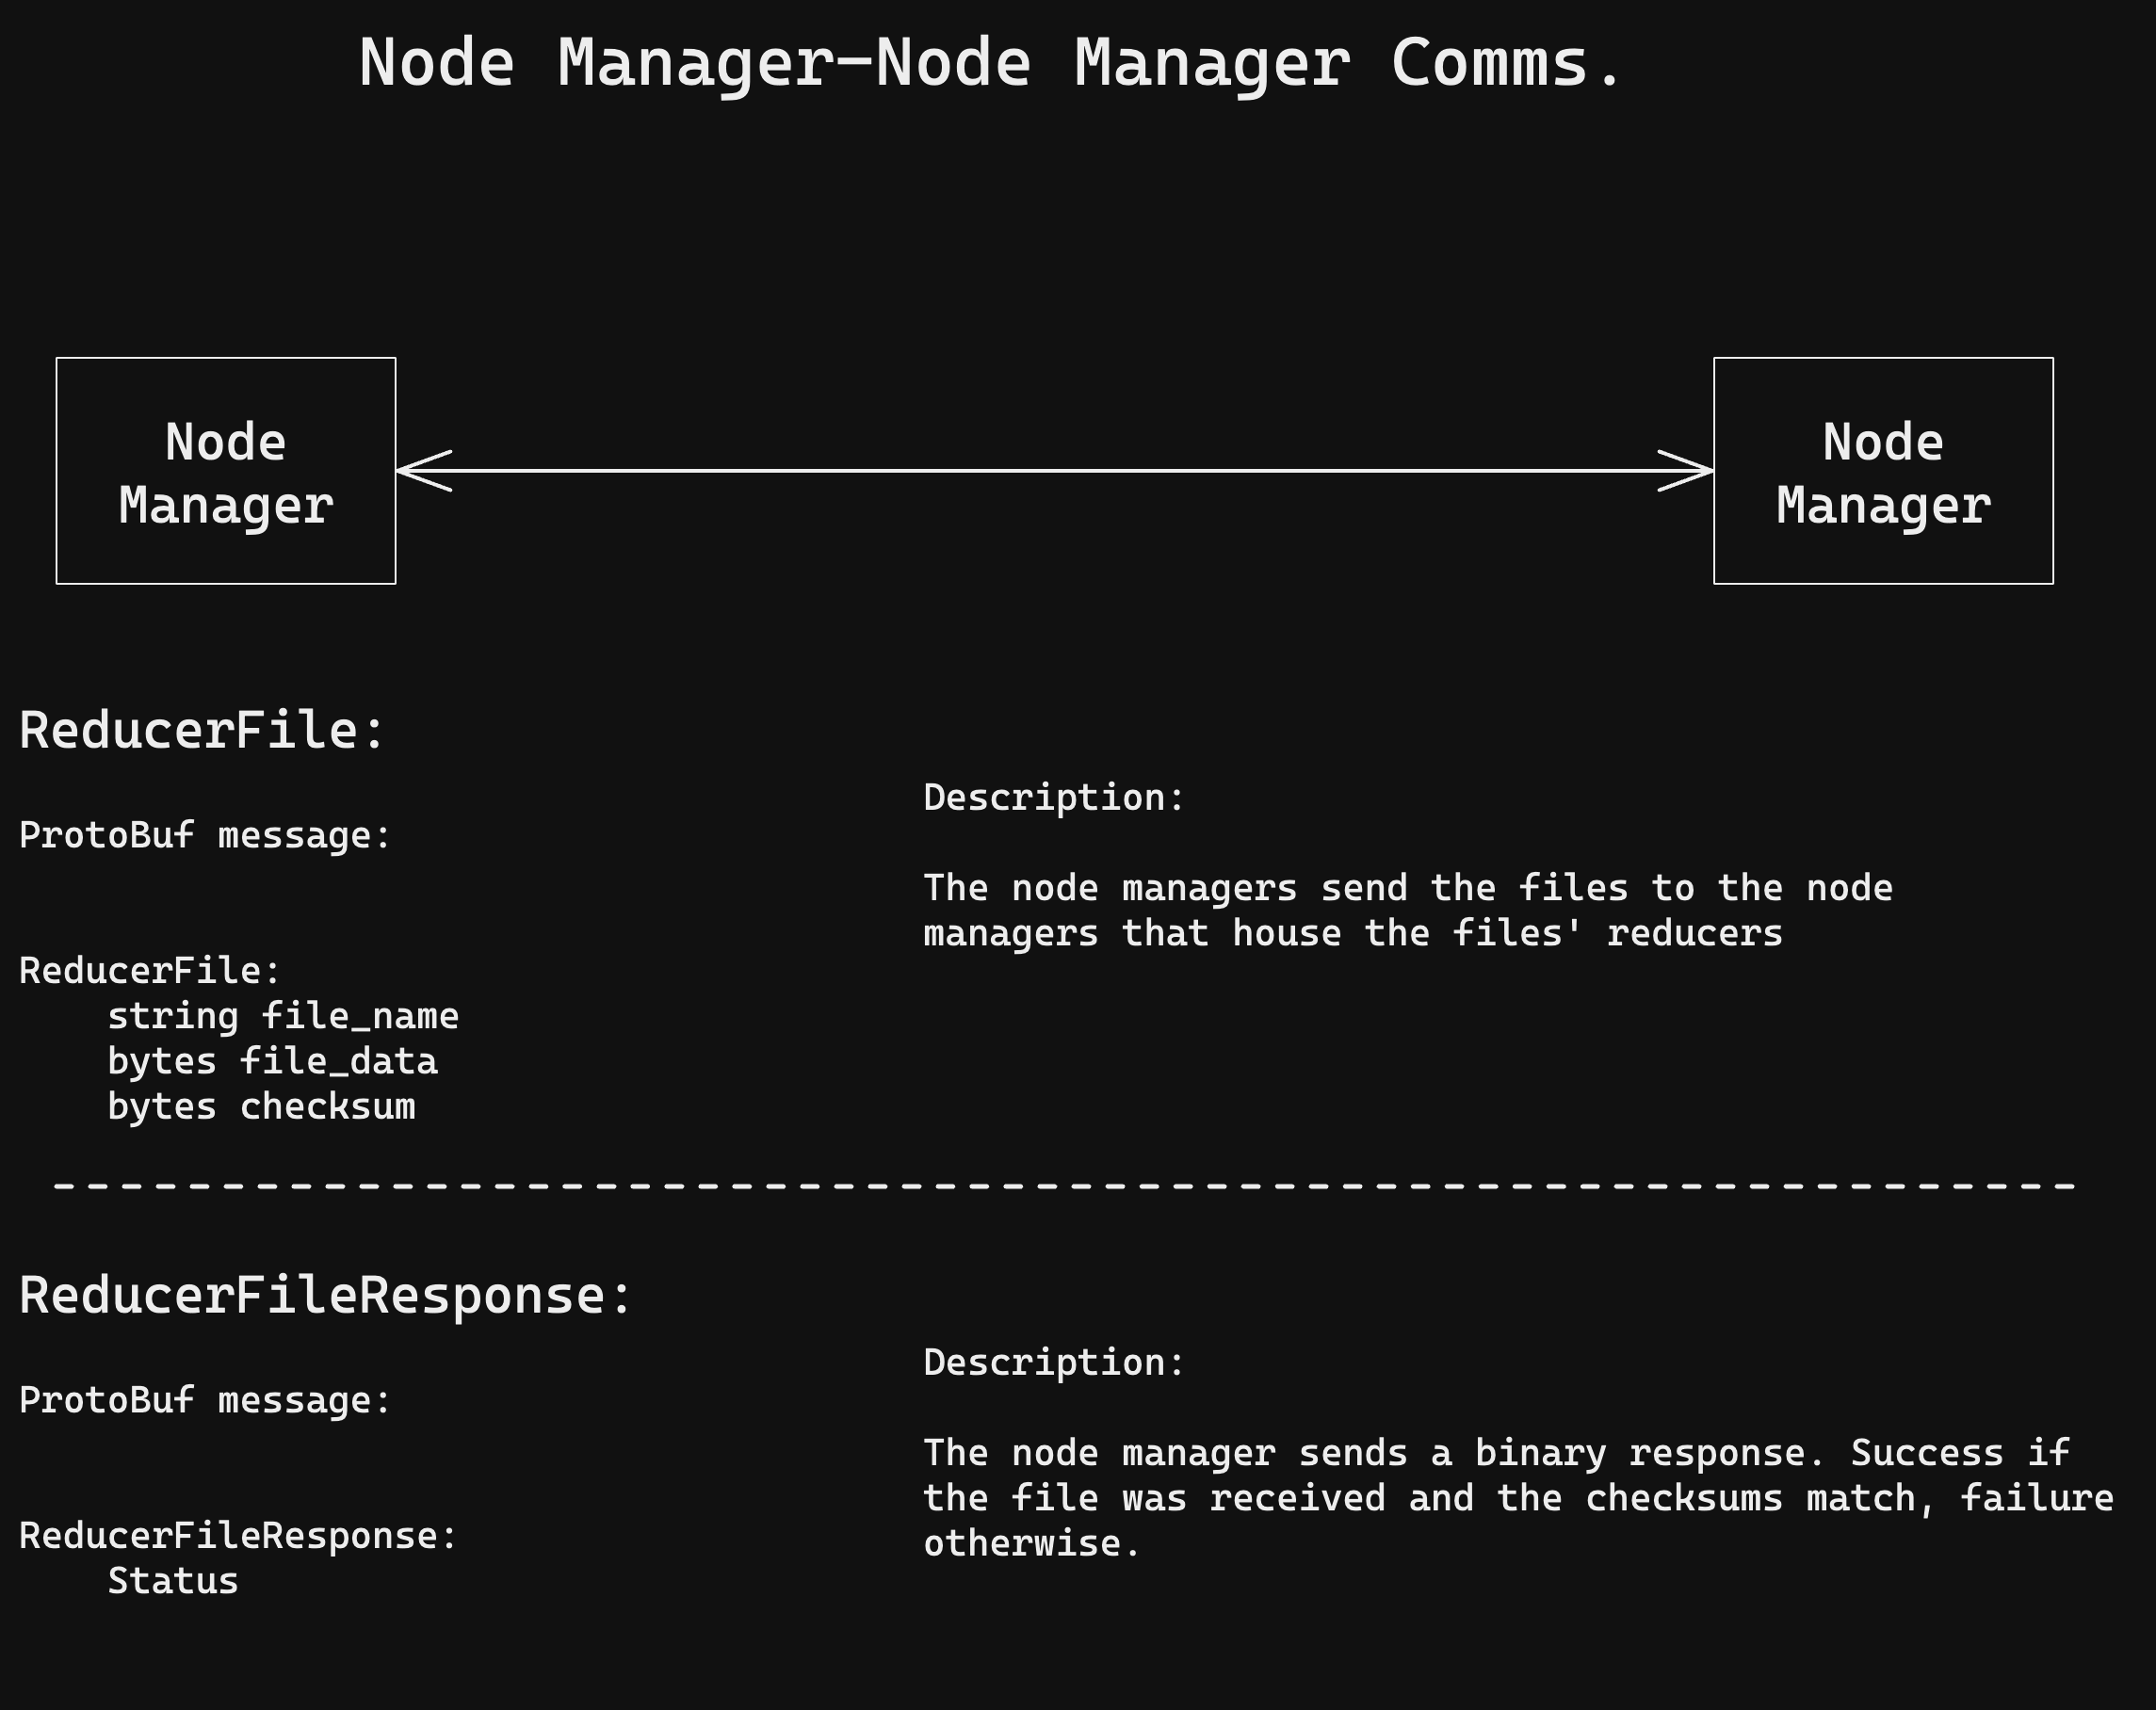 Node Manager—Node Manager Comms.
Node
Manager
Node
Manager
ReducerFile:
ProtoBuf message:
ReducerFile:
string file_name
bytes file_data
bytes checksum
Description:
The node managers send the files to the node
managers that house the files' reducers
ReducerFileResponse:
ProtoBuf message:
ReducerFileResponse:
Status
Description:
The node manager sends a binary response. Success if
the file was received and the checksums match, failure
otherwise.